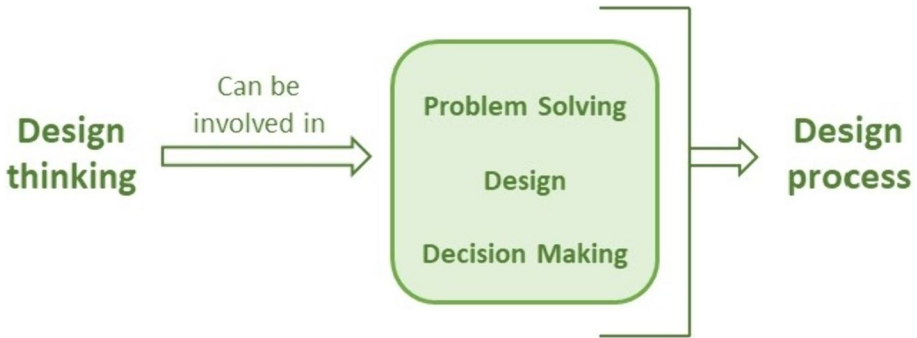 Design
thinking
Can be
involved in
Problem Solving
Design
Decision Making
Design
process